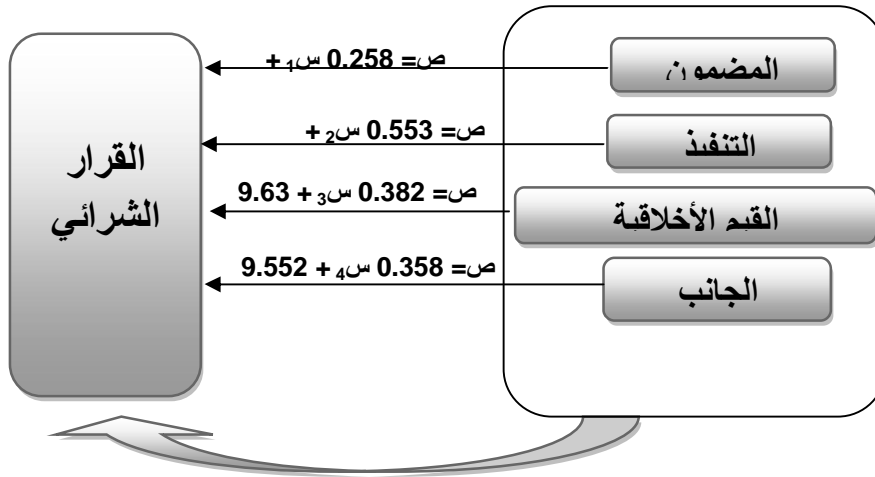 المضمون
ص= 0.258 س1 +
التنفيذ
ص= 0.553 س2 +
القرار
الشرائي
القيم الأخلاقية
ص= 0.382 س3 + 9.63
الجانب
ص= 0.358 س4 + 9.552